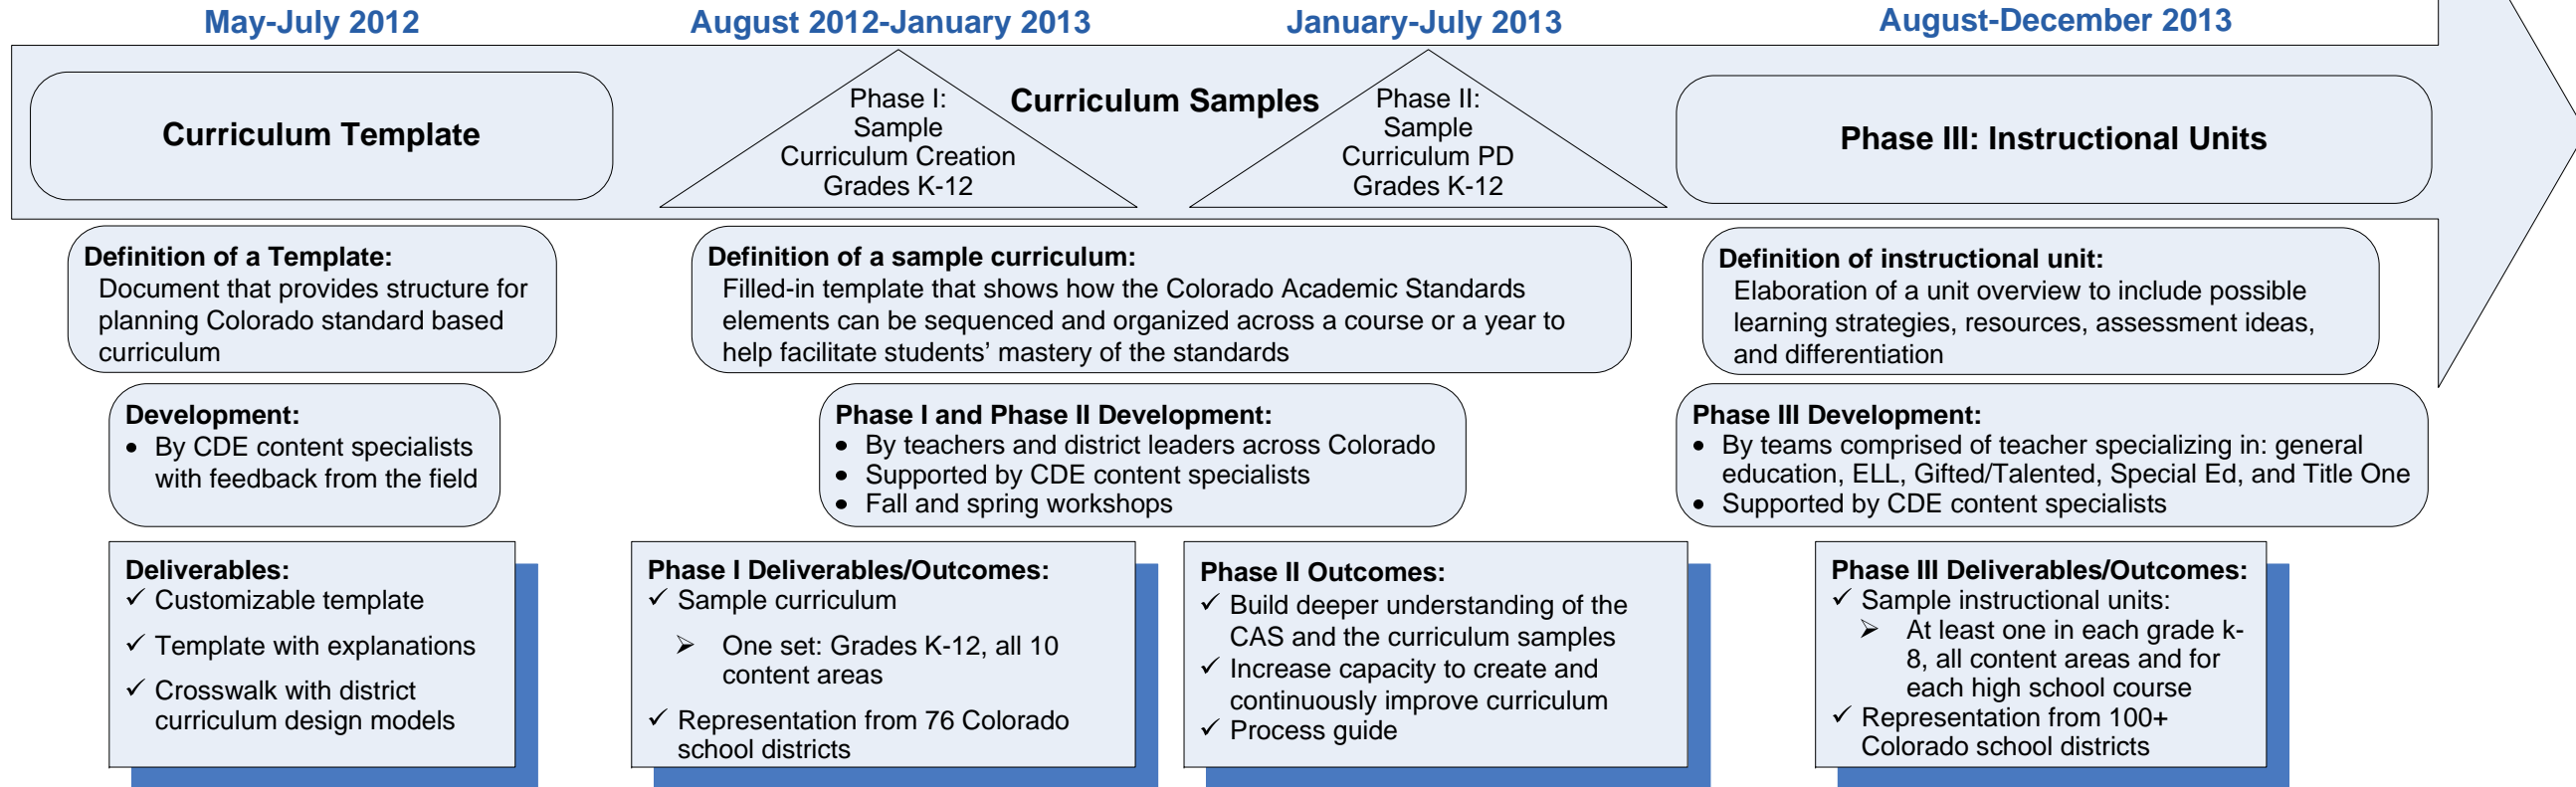 May-July 2012
August 2012-January 2013
January-July 2013
August-December 2013
Curriculum Template
Phase I:
Sample
Curriculum Creation
Grades K-12
Curriculum Samples
Phase II:
Sample
Curriculum PD
Grades K-12
Phase III: Instructional Units
Definition of a Template:
Document that provides structure for
planning Colorado standard based
curriculum
Definition of a sample curriculum:
Filled-in template that shows how the Colorado Academic Standards
elements can be sequenced and organized across a course or a year to
help facilitate students’ mastery of the standards
Definition of instructional unit:
Elaboration of a unit overview to include possible
learning strategies, resources, assessment ideas,
and differentiation
Development:
• By CDE content specialists
with feedback from the field
Phase I and Phase II Development:
• By teachers and district leaders across Colorado
• Supported by CDE content specialists
• Fall and spring workshops
Phase III Development:
• By teams comprised of teacher specializing in: general
education, ELL, Gifted/Talented, Special Ed, and Title One
• Supported by CDE content specialists
Deliverables:
✓ Customizable template
✓ Template with explanations
✓ Crosswalk with district
curriculum design models
Phase I Deliverables/Outcomes:
✓ Sample curriculum
➢ One set: Grades K-12, all 10
content areas
✓ Representation from 76 Colorado
school districts
Phase II Outcomes:
✓ Build deeper understanding of the
CAS and the curriculum samples
✓ Increase capacity to create and
continuously improve curriculum
✓ Process guide
Phase III Deliverables/Outcomes:
✓ Sample instructional units:
➢ At least one in each grade k-
8, all content areas and for
each high school course
✓ Representation from 100+
Colorado school districts